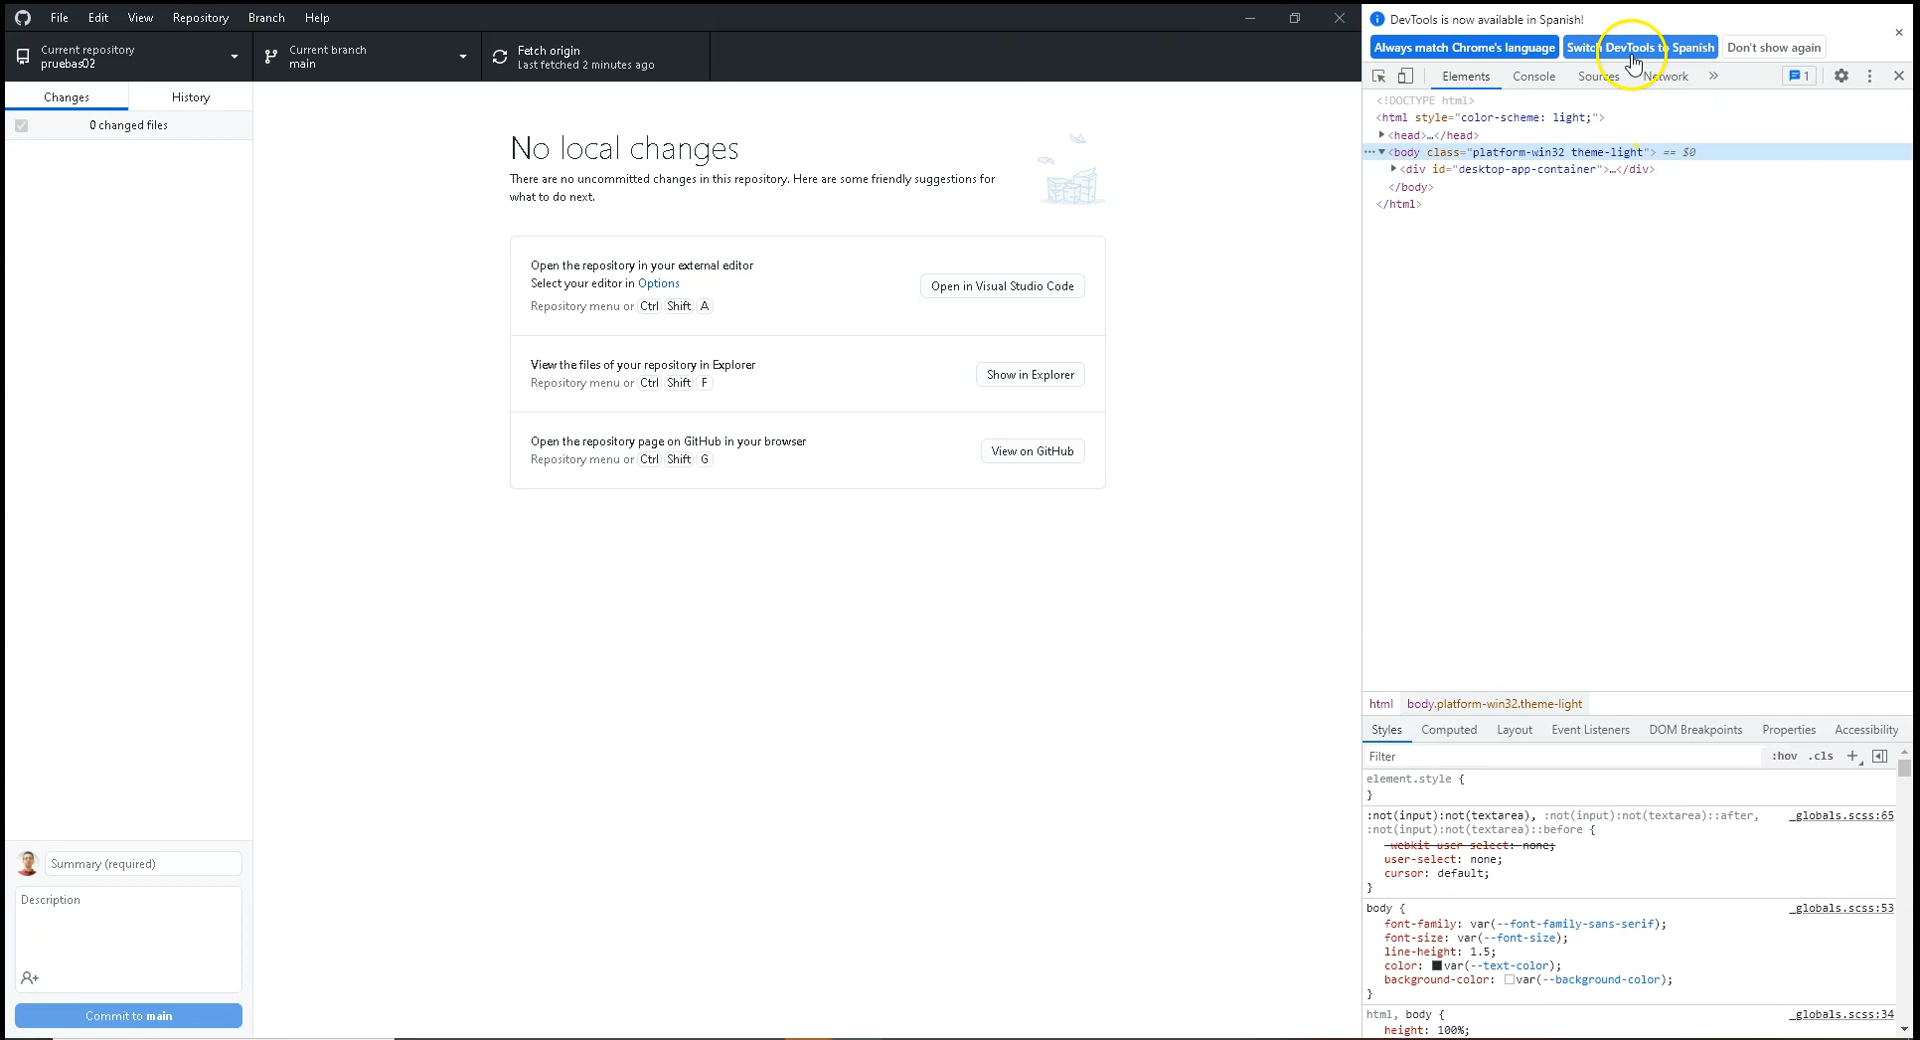 File Edit View Repository Branch Help
Current repository
pruebas02
Current branch
main
Fetch origin
Last fetched 2 minutes ago
Changes History
0 changed files
No local changes
There are no uncommitted changes in this repository. Here are some friendly suggestions for
what to do next.
Open the repository in your external editor
Select your editor in Options
Repository menu or Ctrl Shift A
Open in Visual Studio Code
View the files of your repository in Explorer
Repository menu or Ctrl Shift F
Show in Explorer
Open the repository page on GitHub in your browser
Repository menu or Ctrl Shift G
View on GitHub
Summary (required)
Description
Commit to main
DevTools is now available in Spanish!
Always match Chrome's language Switch DevTools to Spanish Don't show again
Elements Console Sources Network » 1
<!DOCTYPE html>
<html style="color-scheme: light;">
<head>…</head>
<body class="platform-win32 theme-light"> == $0
<div id="desktop-app-container">…</div>
</body>
</html>
html body.platform-win32.theme-light
Styles Computed Layout Event Listeners DOM Breakpoints Properties Accessibility
Filter :hov .cls +
element.style {
}
:not(input):not(textarea), :not(input):not(textarea)::after, _globals.scss:65
:not(input):not(textarea)::before {
-webkit-user-select: none;
user-select: none;
cursor: default;
}
body { _globals.scss:53
font-family: var(--font-family-sans-serif);
font-size: var(--font-size);
line-height: 1.5;
color: var(--text-color);
background-color: var(--background-color);
}
html, body { _globals.scss:34
height: 100%;